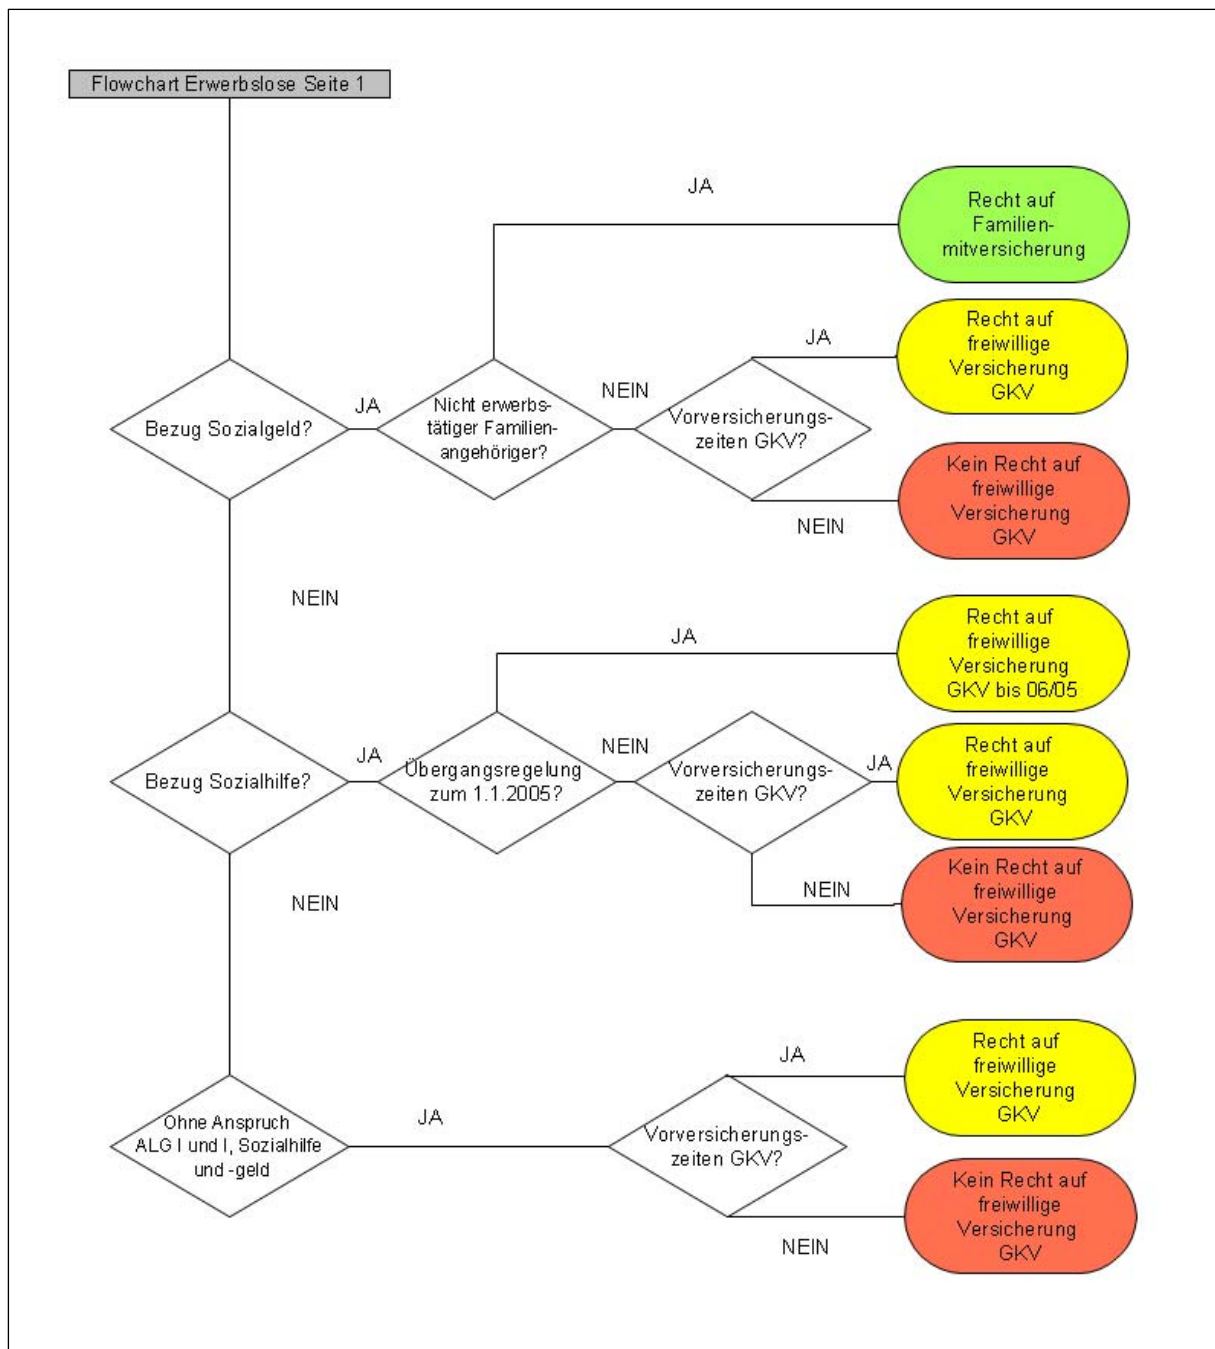 Flowchart Erwerbslose Seite 1
JA
Recht auf
Familien-
mitversicherung
Bezug Sozialgeld?
JA
Nicht erwerbs-
tätiger Familien-
angehöriger?
NEIN
Vorversicherungs-
zeiten GKV?
JA
Recht auf
freiwillige
Versicherung
GKV
NEIN
Kein Recht auf
freiwillige
Versicherung
GKV
NEIN
JA
Recht auf
freiwillige
Versicherung
GKV bis 06/05
Bezug Sozialhilfe?
JA
Übergangsregelung
zum 1.1.2005?
NEIN
Vorversicherungs-
zeiten GKV?
JA
Recht auf
freiwillige
Versicherung
GKV
NEIN
Kein Recht auf
freiwillige
Versicherung
GKV
NEIN
Ohne Anspruch
ALG I und I, Sozialhilfe
und -geld
JA
Vorversicherungs-
zeiten GKV?
JA
Recht auf
freiwillige
Versicherung
GKV
NEIN
Kein Recht auf
freiwillige
Versicherung
GKV